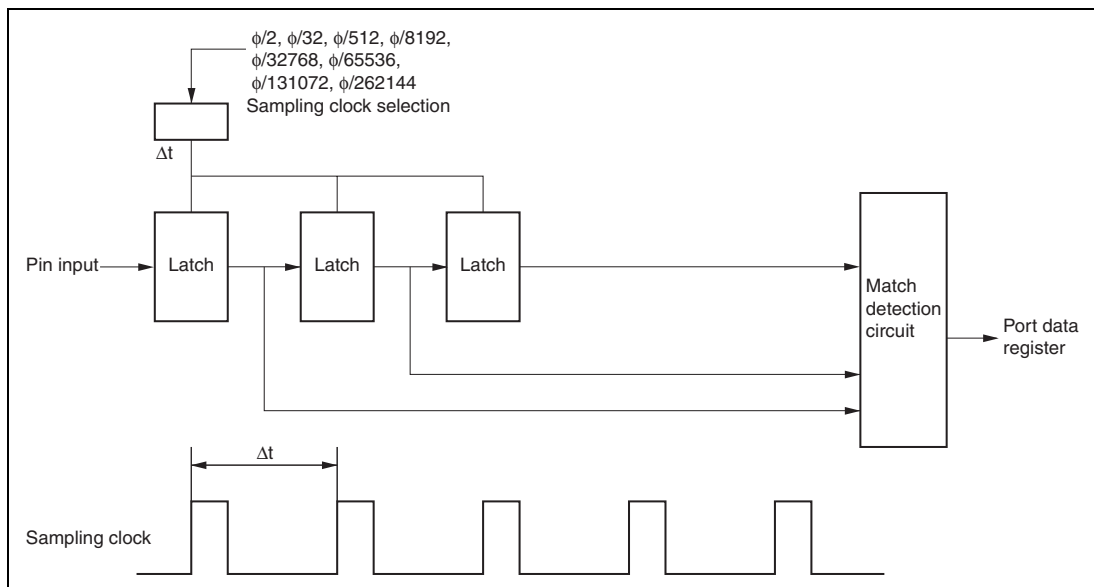 ϕ/2, ϕ/32, ϕ/512, ϕ/8192,
ϕ/32768, ϕ/65536,
ϕ/131072, ϕ/262144
Sampling clock selection
Δt
Pin input
Latch
Latch
Latch
Match
detection
circuit
Port data
register
Δt
Sampling clock